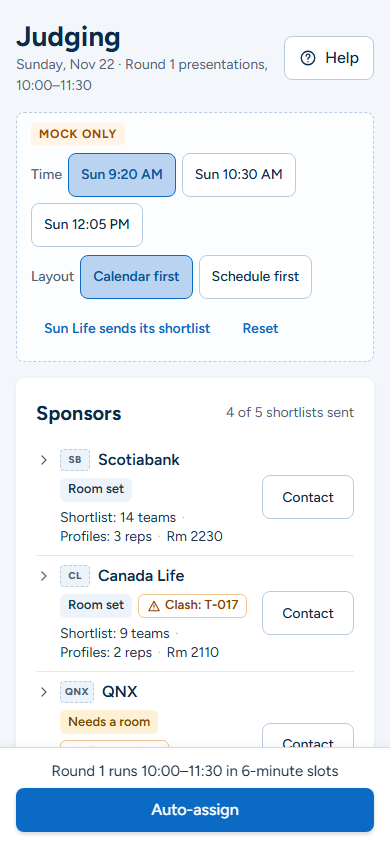 Judging
Sunday, Nov 22 · Round 1 presentations,
10:00–11:30
Help
MOCK ONLY
Time
Sun 9:20 AM
Sun 10:30 AM
Sun 12:05 PM
Layout
Calendar first
Schedule first
Sun Life sends its shortlist
Reset
Sponsors
4 of 5 shortlists sent
SB
Scotiabank
Room set
Shortlist: 14 teams ·
Profiles: 3 reps · Rm 2230
Contact
CL
Canada Life
Room set
Clash: T-017
Shortlist: 9 teams ·
Profiles: 2 reps · Rm 2110
Contact
QNX
QNX
Needs a room
Contact
Round 1 runs 10:00–11:30 in 6-minute slots
Auto-assign